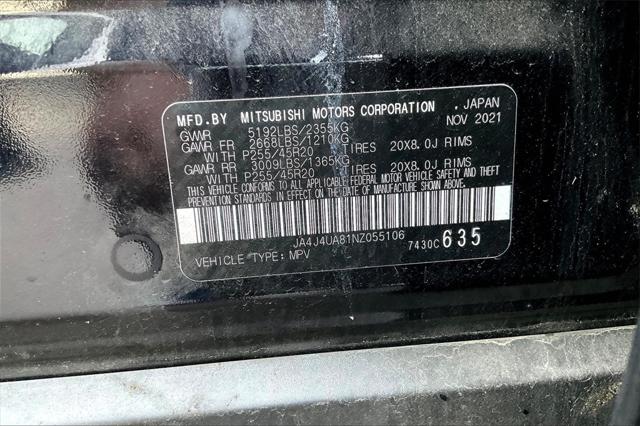 MFD.BY MITSUBISHI MOTORS CORPORATION , JAPAN
GVWR 5192LBS/2355KG NOV 2021
GAWR FR 2668LBS/1210KG
WITH P255/45R20 TIRES 20X8.0J RIMS
GAWR RR 3009LBS/1365KG
WITH P255/45R20 TIRES 20X8.0J RIMS
THIS VEHICLE CONFORMS TO ALL APPLICABLE FEDERAL MOTOR VEHICLE SAFETY AND THEFT
PREVENTION STANDARDS IN EFFECT ON THE DATE OF MANUFACTURE SHOWN ABOVE.
JA4J4UA81NZ055106 7430C 635
VEHICLE TYPE: MPV